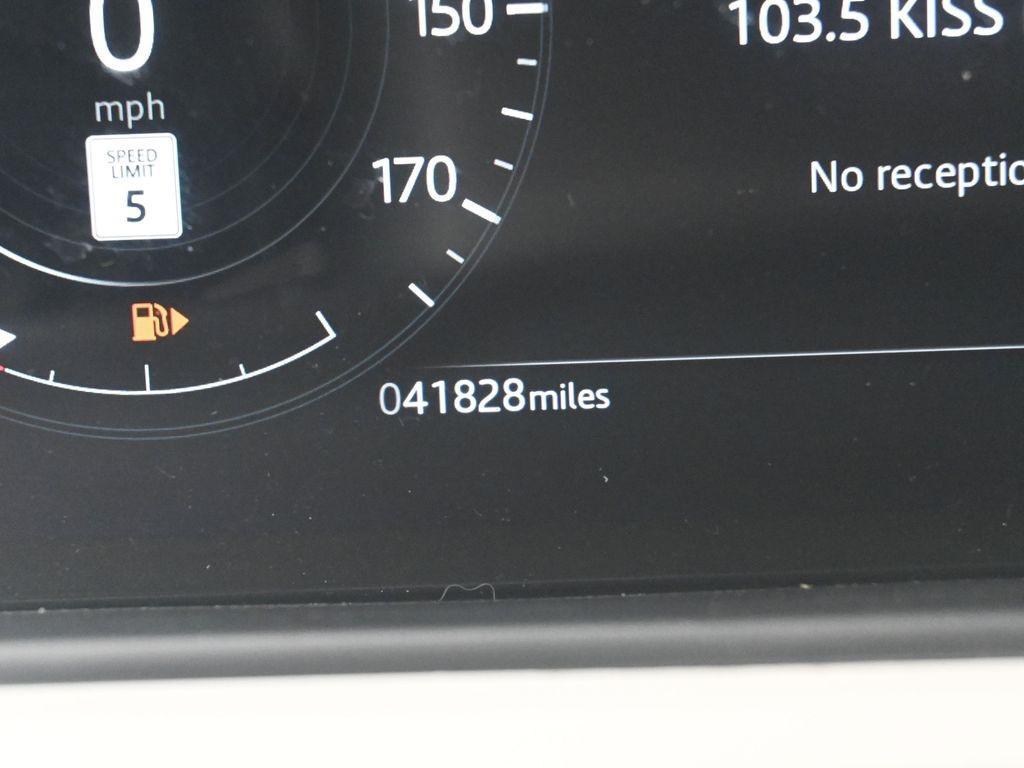 0
mph
SPEED
LIMIT
5
150
170
103.5 KISS
No receptio
041828miles